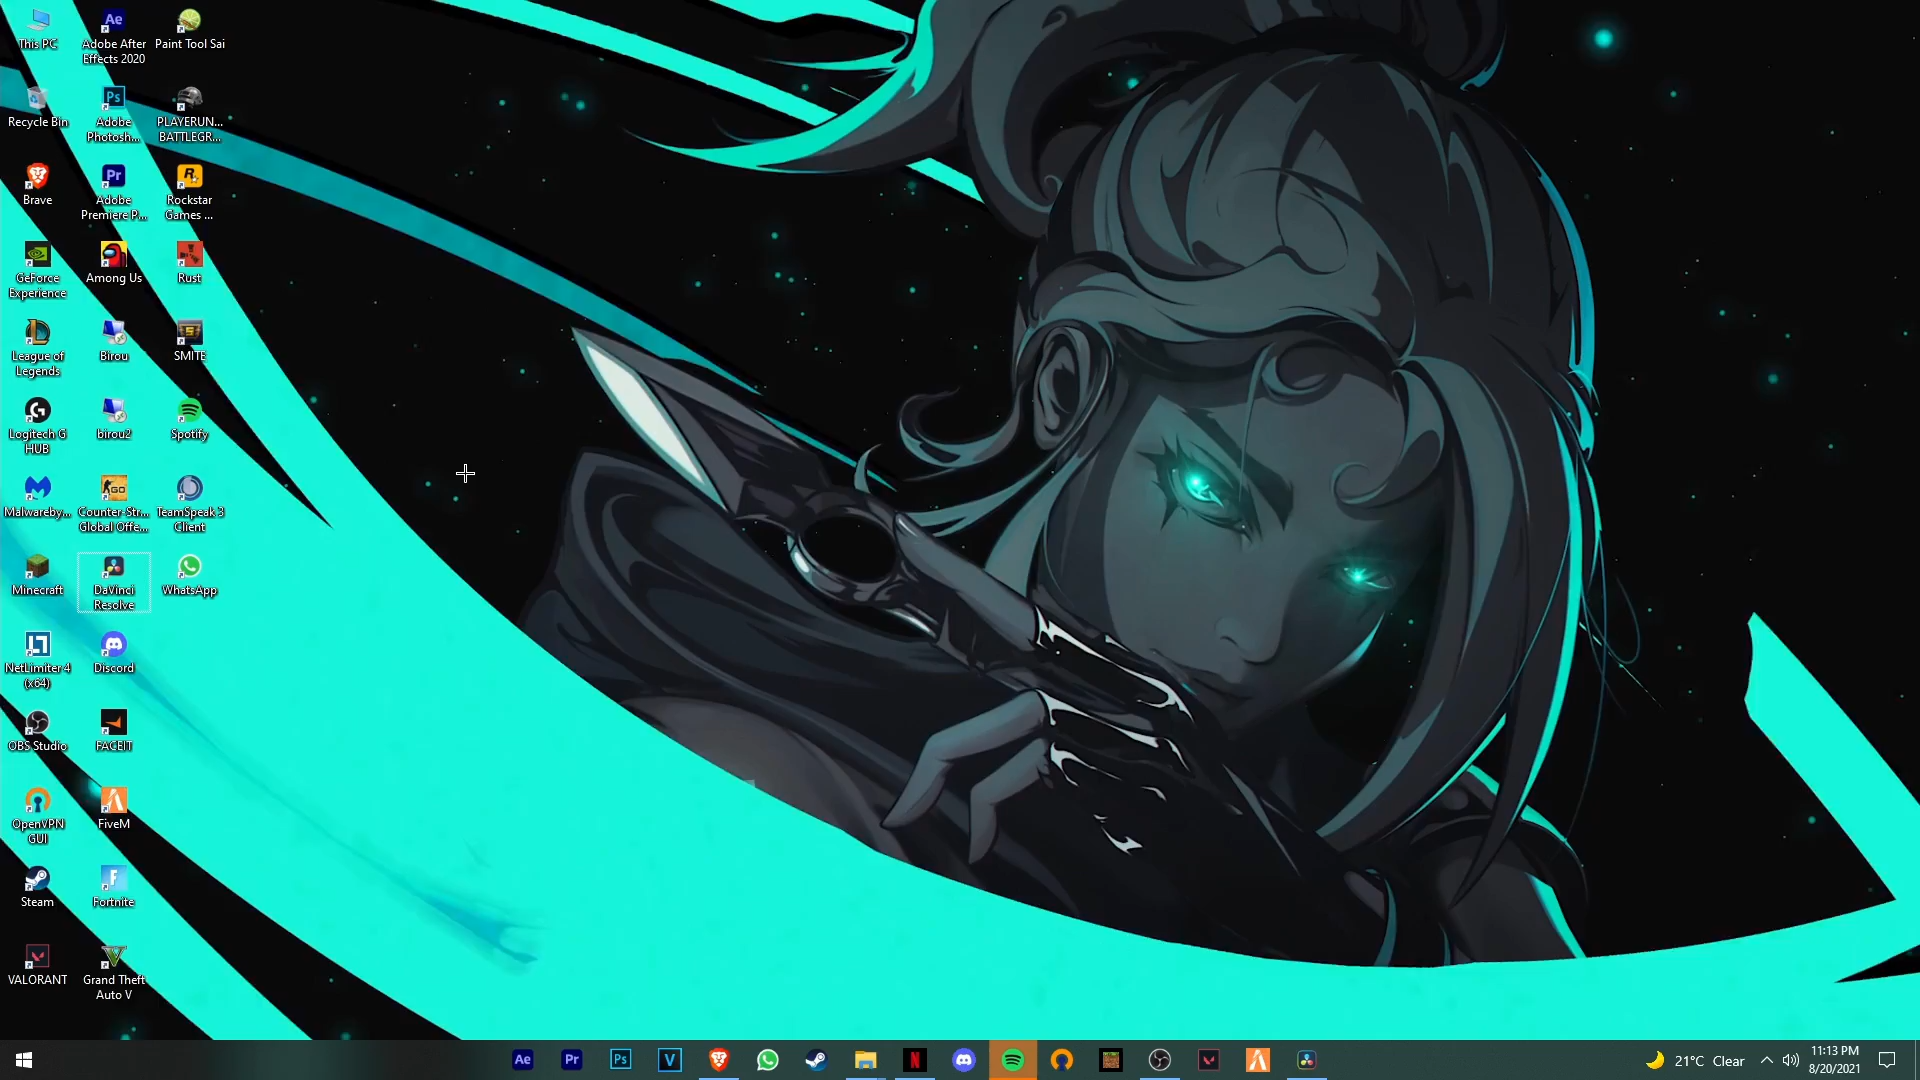 This PC
Adobe After
Effects 2020
Paint Tool Sai
Recycle Bin
Adobe
Photosh...
PLAYERUN...
BATTLEGR...
Brave
Adobe
Premiere P...
Rockstar
Games ...
GeForce
Experience
Among Us
Rust
League of
Legends
Birou
SMITE
Logitech G
HUB
birou2
Spotify
Malwareby...
Counter-Str...
Global Offe...
TeamSpeak 3
Client
Minecraft
DaVinci
Resolve
WhatsApp
NetLimiter 4
(x64)
Discord
OBS Studio
FACEIT
OpenVPN
GUI
FiveM
Steam
Fortnite
VALORANT
Grand Theft
Auto V
Ae
Pr
Ps
V
N
21°C Clear
11:13 PM
8/20/2021